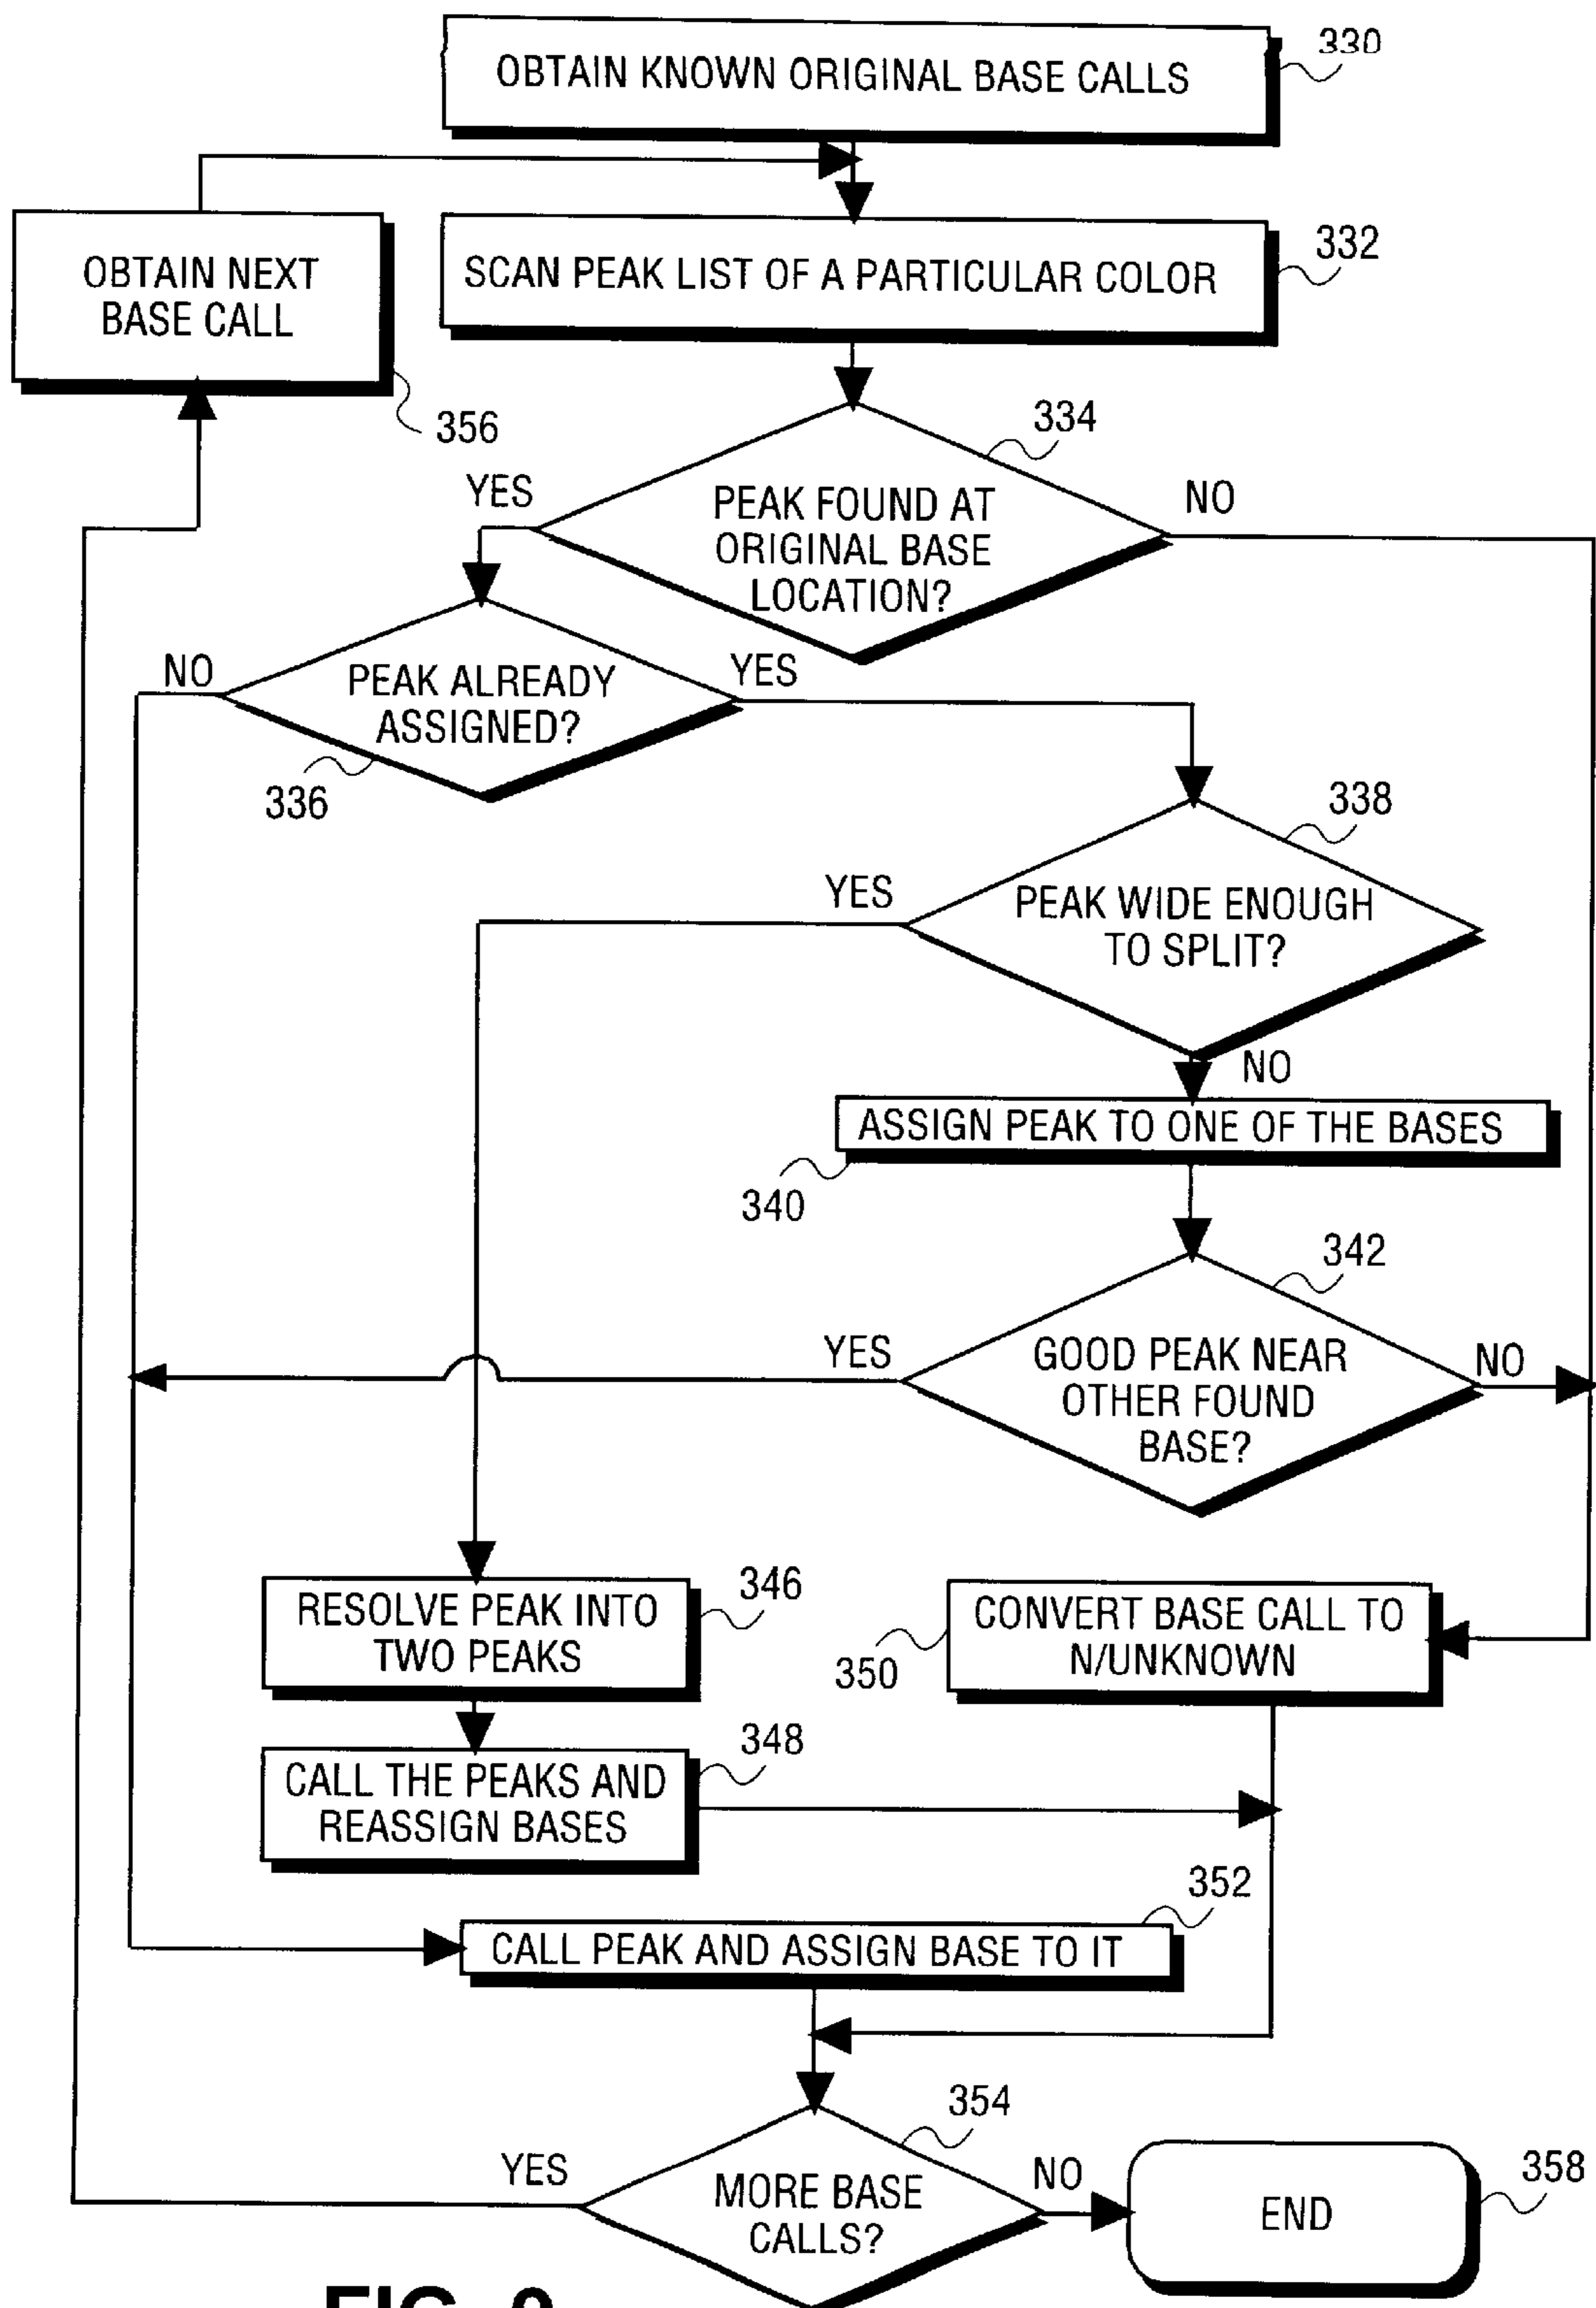 OBTAIN KNOWN ORIGINAL BASE CALLS
330
OBTAIN NEXT
BASE CALL
356
SCAN PEAK LIST OF A PARTICULAR COLOR
332
334
YES
PEAK FOUND AT
ORIGINAL BASE
LOCATION?
NO
NO
PEAK ALREADY
ASSIGNED?
YES
336
338
YES
PEAK WIDE ENOUGH
TO SPLIT?
NO
ASSIGN PEAK TO ONE OF THE BASES
340
342
YES
GOOD PEAK NEAR
OTHER FOUND
BASE?
NO
RESOLVE PEAK INTO
TWO PEAKS
346
CONVERT BASE CALL TO
N/UNKNOWN
350
CALL THE PEAKS AND
REASSIGN BASES
348
352
CALL PEAK AND ASSIGN BASE TO IT
354
YES
MORE BASE
CALLS?
NO
END
358
FIG.